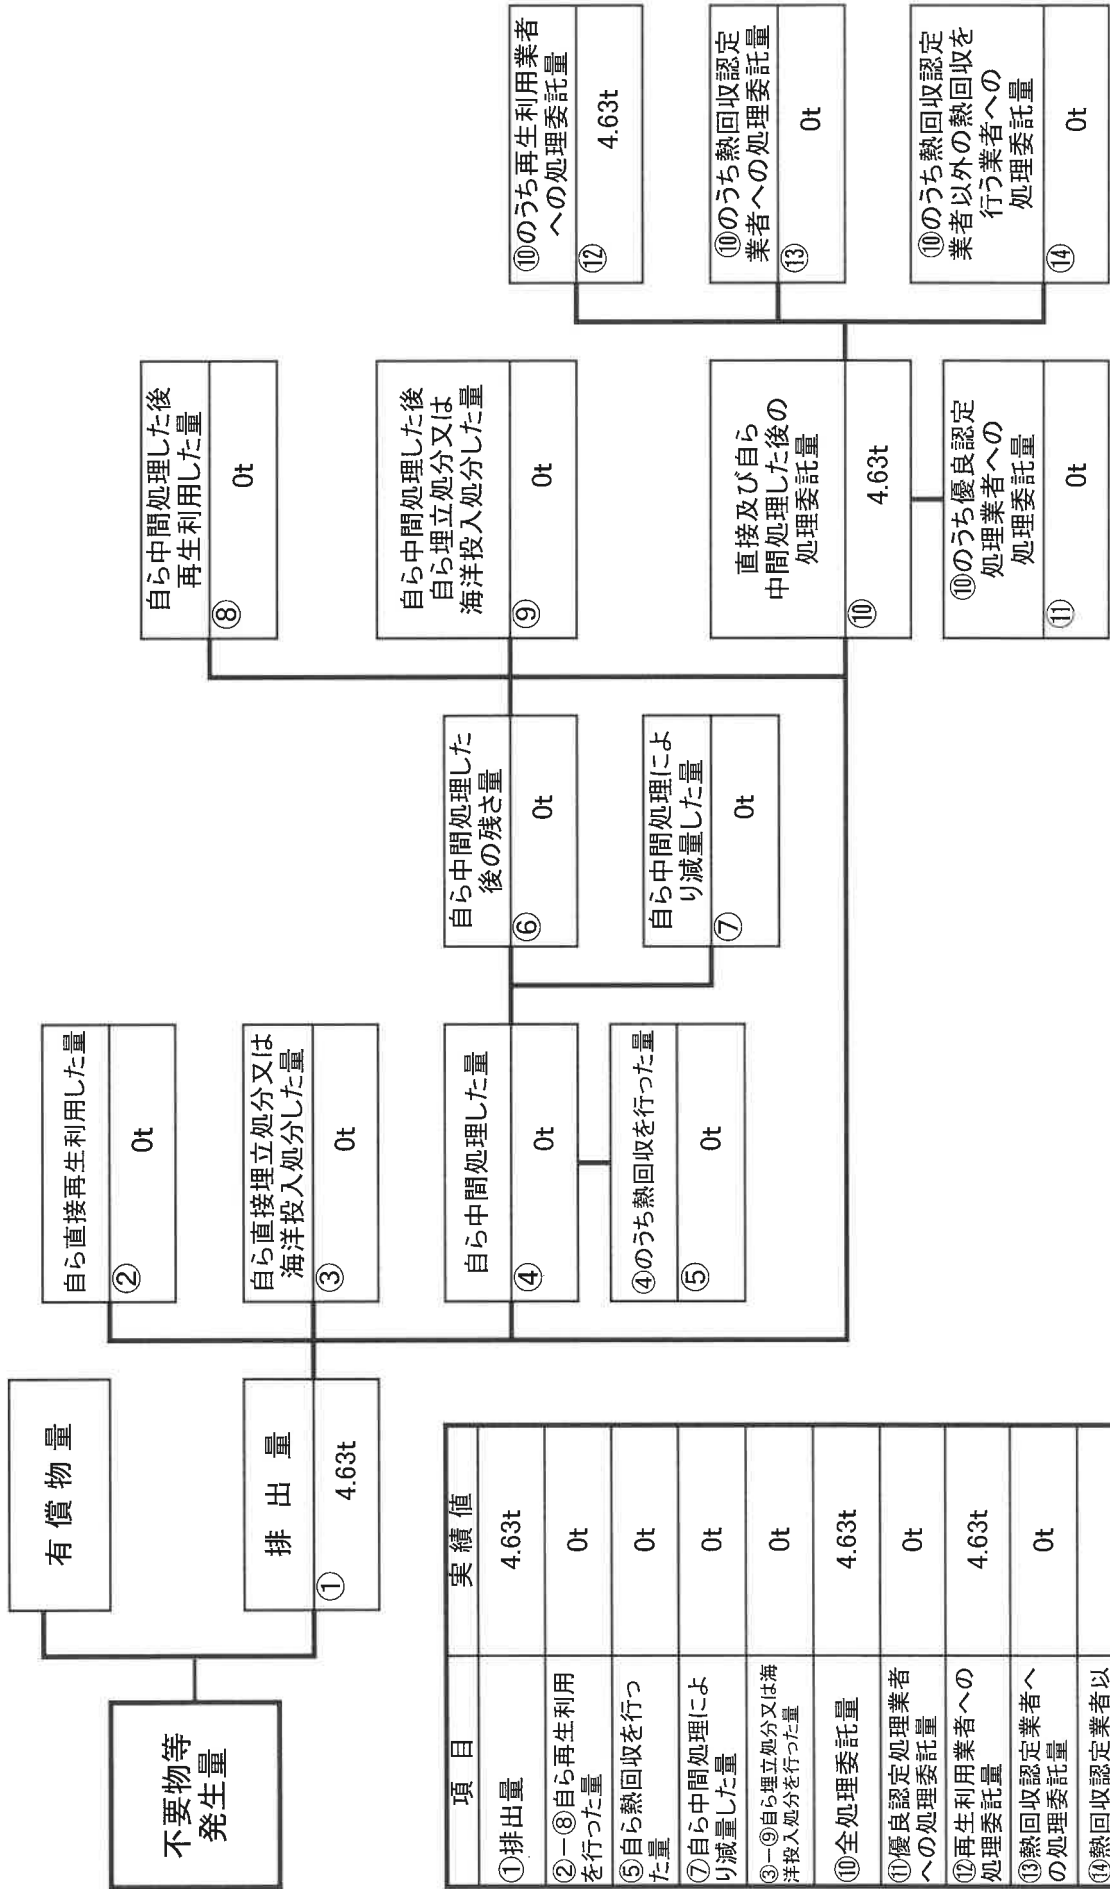 不要物等
発生量
有償物量
排出量
①
4.63t
自ら直接再生利用した量
②
0t
自ら直接埋立処分又は
海洋投入処分した量
③
0t
自ら中間処理した量
④
0t
④のうち熱回収を行った量
⑤
0t
自ら中間処理した
後の残さ量
⑥
0t
自ら中間処理によ
り減量した量
⑦
0t
自ら中間処理した後
再生利用した量
⑧
0t
自ら中間処理した後
自ら埋立処分又は
海洋投入処分した量
⑨
0t
直接及び自ら
中間処理した後の
処理委託量
⑩
4.63t
⑩のうち優良認定
処理業者への
処理委託量
⑪
0t
⑩のうち再生利用業者
への処理委託量
⑫
4.63t
⑩のうち熱回収認定
業者への処理委託量
⑬
0t
⑩のうち熱回収認定
業者以外の熱回収を
行う業者への
処理委託量
⑭
0t
項目 実績値
①排出量 4.63t
②ー⑧自ら再生利用
を行った量 0t
⑤自ら熱回収を行っ
た量 0t
⑦自ら中間処理によ
り減量した量 0t
③ー⑨自ら埋立処分又は海
洋投入処分を行った量 0t
⑩全処理委託量 4.63t
⑪優良認定処理業者
への処理委託量 0t
⑫再生利用業者への
処理委託量 4.63t
⑬熱回収認定業者へ
の処理委託量 0t
⑭熱回収認定業者以